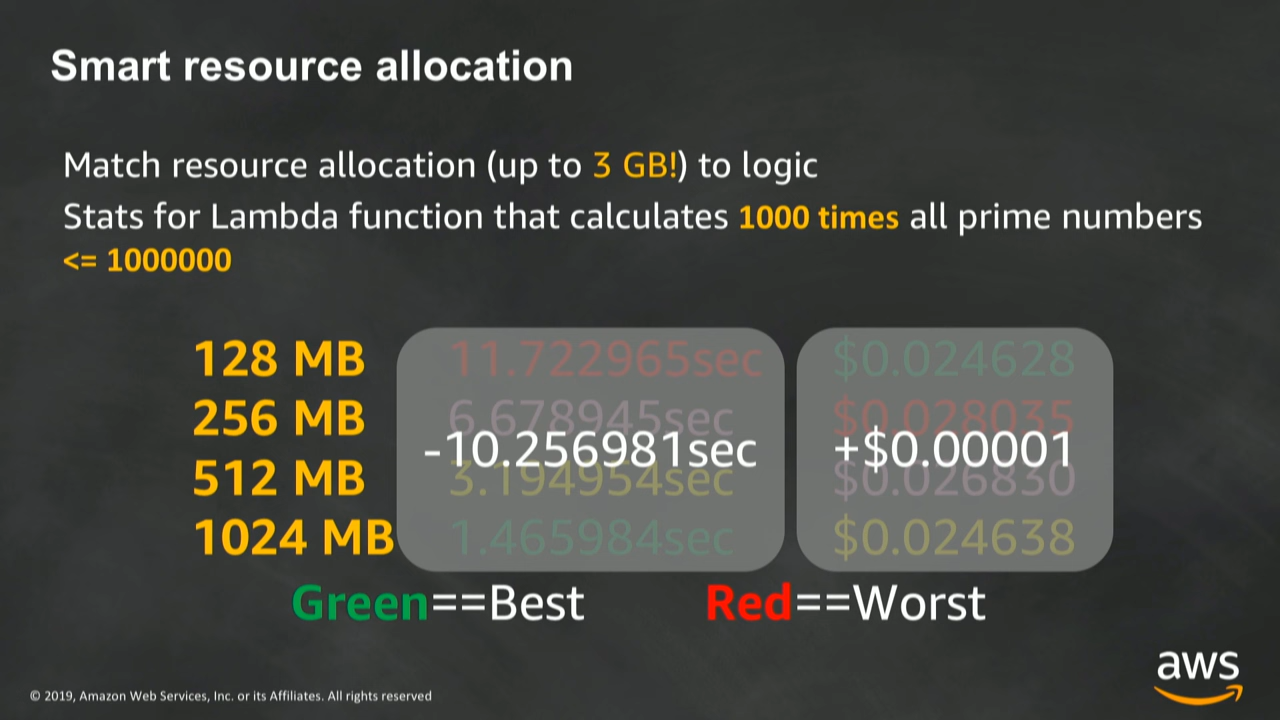 Smart resource allocation
Match resource allocation (up to 3 GB!) to logic
Stats for Lambda function that calculates 1000 times all prime numbers
<= 1000000
128 MB 11.722965sec $0.024628
256 MB 6.678945sec $0.028035
-10.256981sec +$0.00001
512 MB 3.194954sec $0.026830
1024 MB 1.465984sec $0.024638
Green==Best Red==Worst
aws
© 2019, Amazon Web Services, Inc. or its Affiliates. All rights reserved